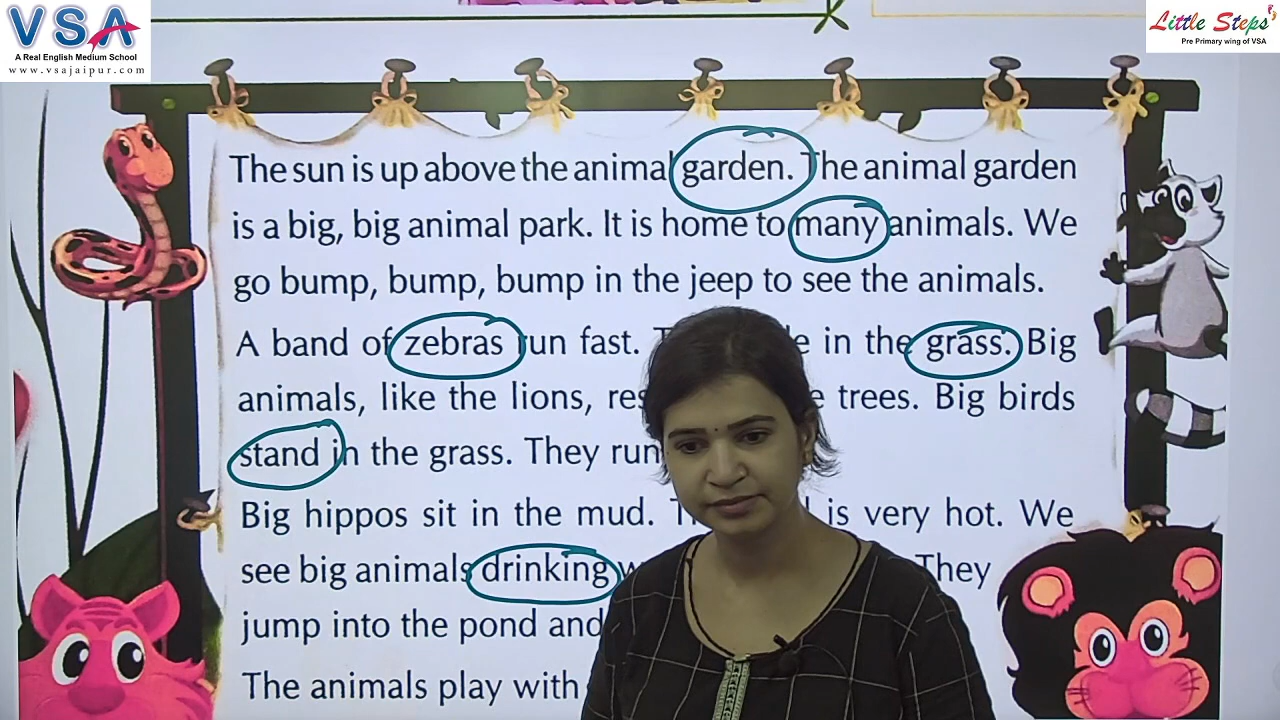 VSA
A Real English Medium School
www.vsajaipur.com
Little Steps
Pre Primary wing of VSA
The sun is up above the animal garden. The animal garden
is a big, big animal park. It is home to many animals. We
go bump, bump, bump in the jeep to see the animals.
A band of zebras run fast. in the grass. Big
animals, like the lions, trees. Big birds
stand in the grass. They run
Big hippos sit in the mud. is very hot. We
see big animals drinking They
jump into the pond and
The animals play with